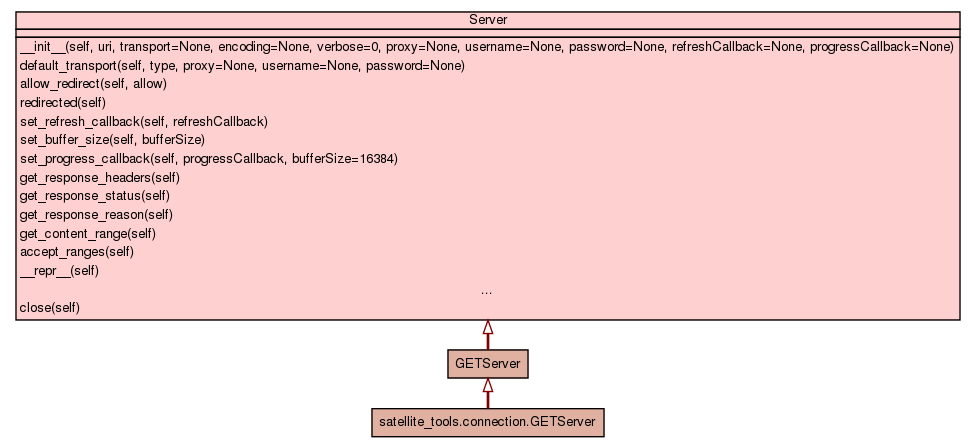 Server
__init__(self, uri, transport=None, encoding=None, verbose=0, proxy=None, username=None, password=None, refreshCallback=None, progressCallback=None)
default_transport(self, type, proxy=None, username=None, password=None)
allow_redirect(self, allow)
redirected(self)
set_refresh_callback(self, refreshCallback)
set_buffer_size(self, bufferSize)
set_progress_callback(self, progressCallback, bufferSize=16384)
get_response_headers(self)
get_response_status(self)
get_response_reason(self)
get_content_range(self)
accept_ranges(self)
__repr__(self)
...
close(self)
GETServer
satellite_tools.connection.GETServer